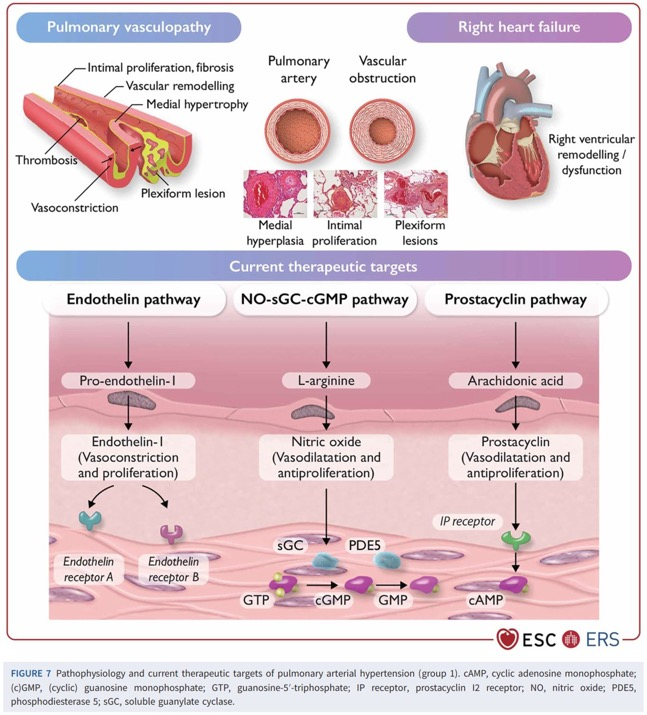 Pulmonary vasculopathy
Right heart failure
Intimal proliferation, fibrosis
Vascular remodelling
Medial hypertrophy
Thrombosis
Vasoconstriction
Plexiform lesion
Pulmonary
artery
Vascular
obstruction
Medial
hyperplasia
Intimal
proliferation
Plexiform
lesions
Right ventricular
remodelling /
dysfunction
Current therapeutic targets
Endothelin pathway
NO-sGC-cGMP pathway
Prostacyclin pathway
Pro-endothelin-1
L-arginine
Arachidonic acid
Endothelin-1
(Vasoconstriction
and proliferation)
Nitric oxide
(Vasodilatation and
antiproliferation)
Prostacyclin
(Vasodilatation and
antiproliferation)
IP receptor
sGC
PDE5
Endothelin
receptor A
Endothelin
receptor B
GTP
cGMP
GMP
cAMP
ESC
ERS
FIGURE 7 Pathophysiology and current therapeutic targets of pulmonary arterial hypertension (group 1). cAMP, cyclic adenosine monophosphate;
(c)GMP, (cyclic) guanosine monophosphate; GTP, guanosine-5′-triphosphate; IP receptor, prostacyclin I2 receptor; NO, nitric oxide; PDE5,
phosphodiesterase 5; sGC, soluble guanylate cyclase.